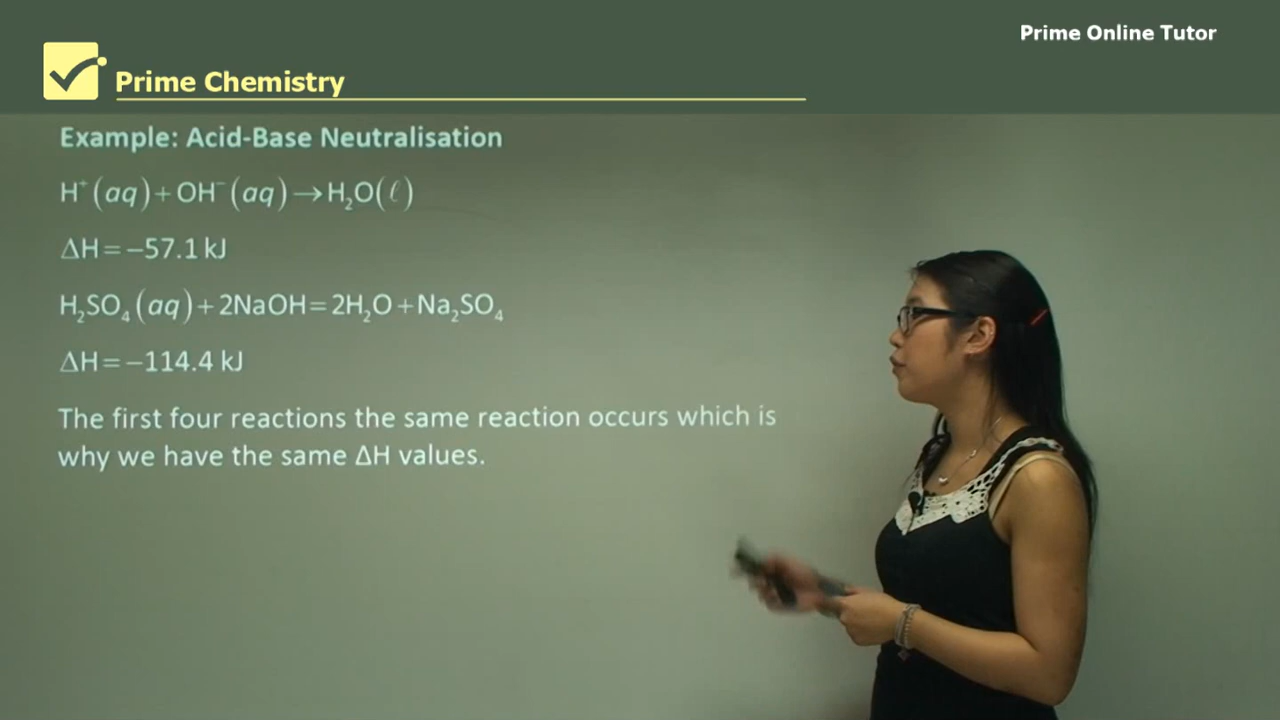 Prime Online Tutor
Prime Chemistry
Example: Acid-Base Neutralisation
H⁺(aq)+OH⁻(aq)→H₂O(ℓ)
ΔH=−57.1 kJ
H₂SO₄(aq)+2NaOH=2H₂O+Na₂SO₄
ΔH=−114.4 kJ
The first four reactions the same reaction occurs which is
why we have the same ΔH values.